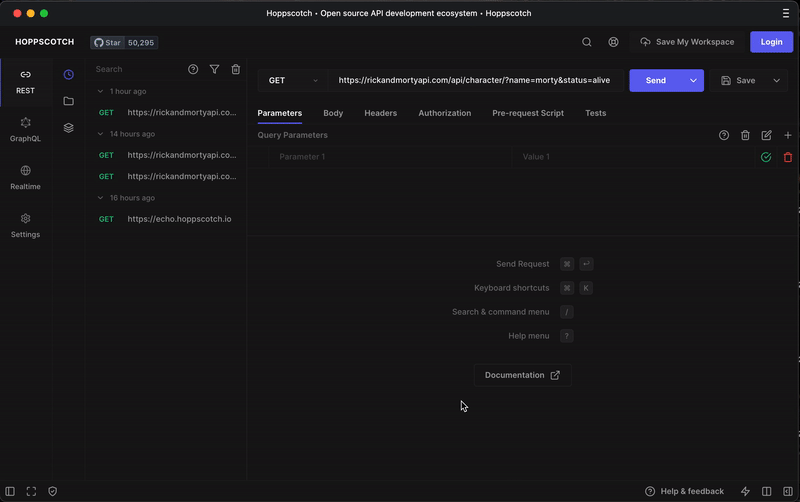 Hoppscotch • Open source API development ecosystem • Hoppscotch
HOPPSCOTCH
Star 50,295
Save My Workspace
Login
REST
GraphQL
Realtime
Settings
Search
1 hour ago
GET https://rickandmortyapi.co...
14 hours ago
GET https://rickandmortyapi.co...
GET https://rickandmortyapi.co...
16 hours ago
GET https://echo.hoppscotch.io
GET https://rickandmortyapi.com/api/character/?name=morty&status=alive
Send
Save
Parameters Body Headers Authorization Pre-request Script Tests
Query Parameters
Parameter 1 Value 1
Send Request ⌘ ↩
Keyboard shortcuts ⌘ K
Search & command menu /
Help menu ?
Documentation
Help & feedback